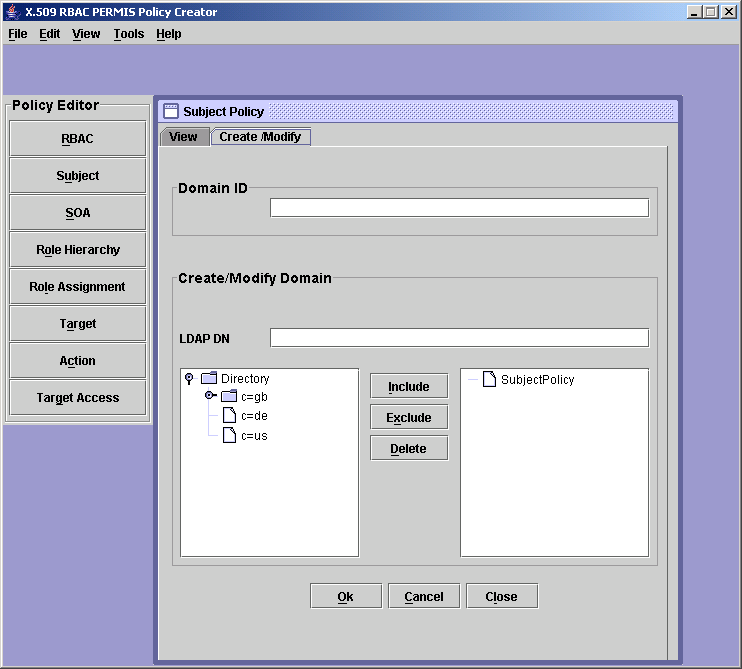 X.509 RBAC PERMIS Policy Creator
File Edit View Tools Help
Policy Editor
RBAC
Subject
SOA
Role Hierarchy
Role Assignment
Target
Action
Target Access
Subject Policy
View Create /Modify
Domain ID
Create/Modify Domain
LDAP DN
Directory
c=gb
c=de
c=us
Include
Exclude
Delete
SubjectPolicy
Ok Cancel Close